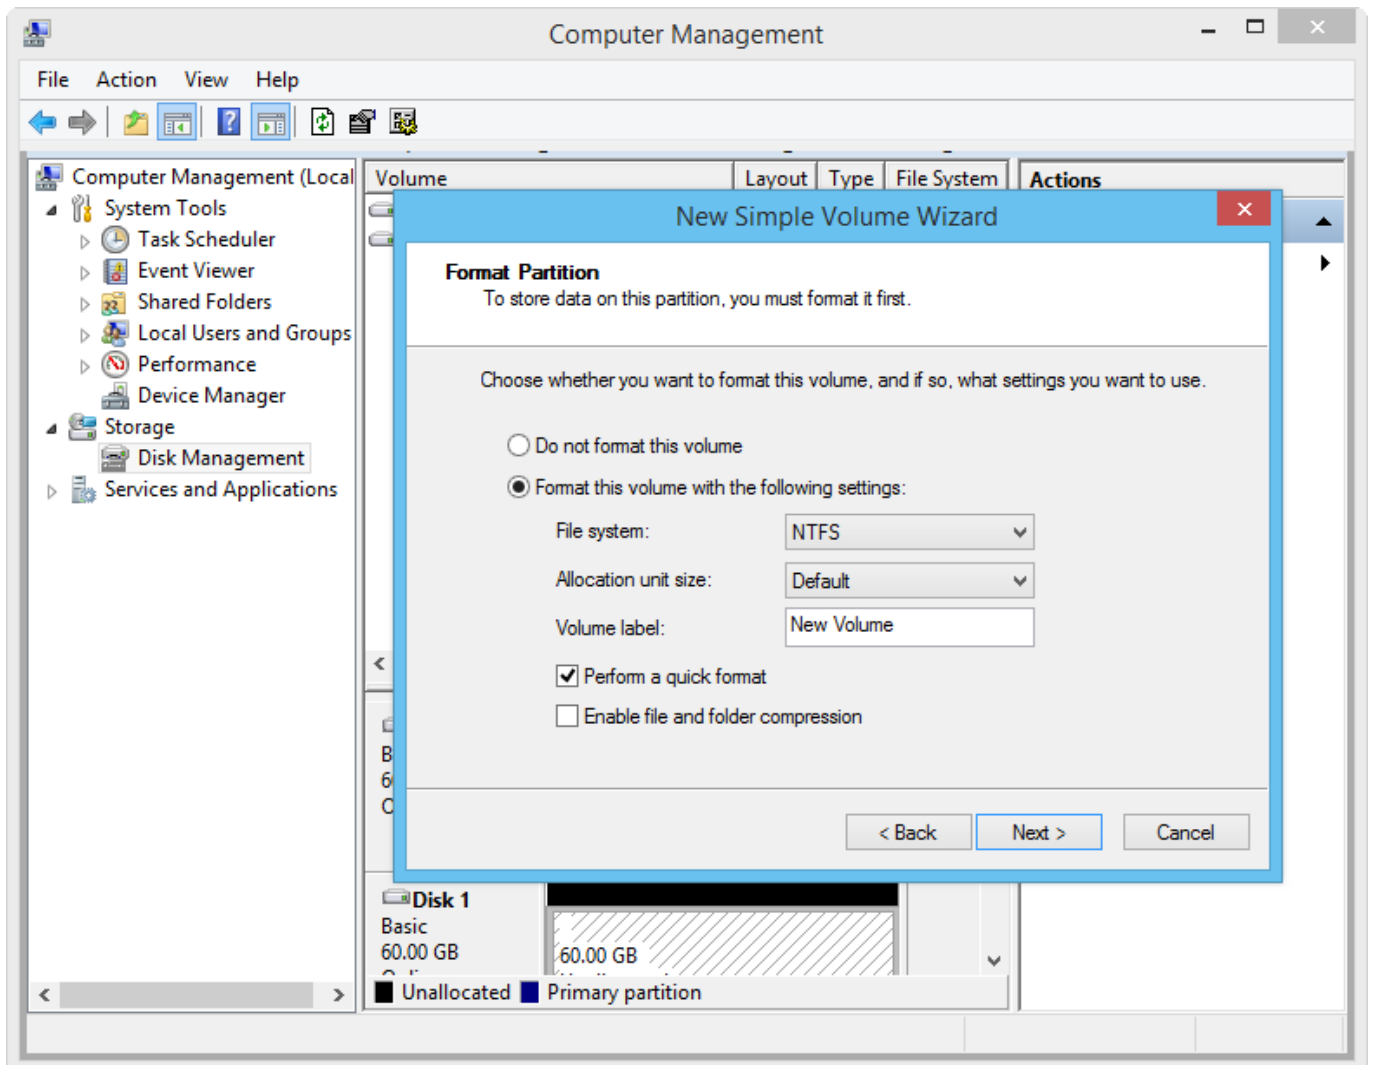 Computer Management
File Action View Help
Computer Management (Local
System Tools
Task Scheduler
Event Viewer
Shared Folders
Local Users and Groups
Performance
Device Manager
Storage
Disk Management
Services and Applications
Volume Layout Type File System
Actions
New Simple Volume Wizard
Format Partition
To store data on this partition, you must format it first.
Choose whether you want to format this volume, and if so, what settings you want to use.
Do not format this volume
Format this volume with the following settings:
File system: NTFS
Allocation unit size: Default
Volume label: New Volume
Perform a quick format
Enable file and folder compression
< Back Next > Cancel
Disk 1
Basic
60.00 GB
60.00 GB
Unallocated Primary partition